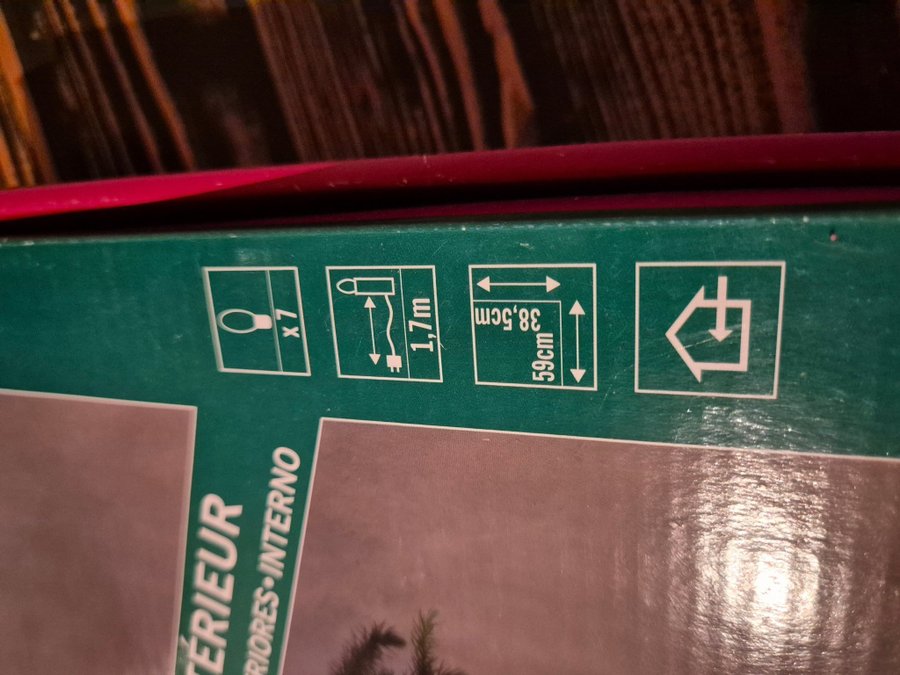 x 7
1,7m
38,5cm
59cm
TÉRIEUR
RIORES•INTERNO